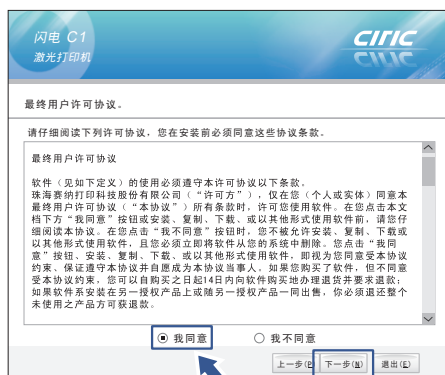 闪电 C1
CITIC
激光打印机
最终用户许可协议。
请仔细阅读下列许可协议，您在安装前必须同意这些协议条款。
最终用户许可协议
软件（见如下定义）的使用必须遵守本许可协议以下条款。
珠海赛纳打印科技股份有限公司（“许可方”），仅在您（个人或实体）同意本
最终用户许可协议（“本协议”）所有条款时，许可您使用软件。在您点击本文
档下方“我同意”按钮或安装、复制、下载、或以其他形式使用软件前，请您仔
细阅读本协议。在您点击“我不同意”按钮时，您不被允许安装、复制、下载或
以其他形式使用软件，且您必须立即将软件从您的系统中删除。您点击“我同
意”按钮、安装、复制、下载、或以其他形式使用软件，即视为您同意受本协议
约束、保证遵守本协议并自愿成为本协议当事人。如果您购买了软件，但不同意
受本协议约束，您可以自购买之日起14日内向软件购买地办理退货并要求退款；
如果软件系安装在另一授权产品上或随另一授权产品一同出售，你必须退还整个
未使用之产品方可获退款。
我同意 我不同意
上一步(P) 下一步(N) 退出(E)